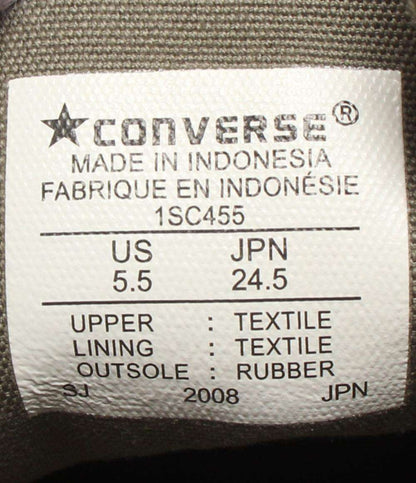 ★CONVERSE®
MADE IN INDONESIA
FABRIQUE EN INDONÉSIE
1SC455
US JPN
5.5 24.5
UPPER : TEXTILE
LINING : TEXTILE
OUTSOLE : RUBBER
SJ 2008 JPN